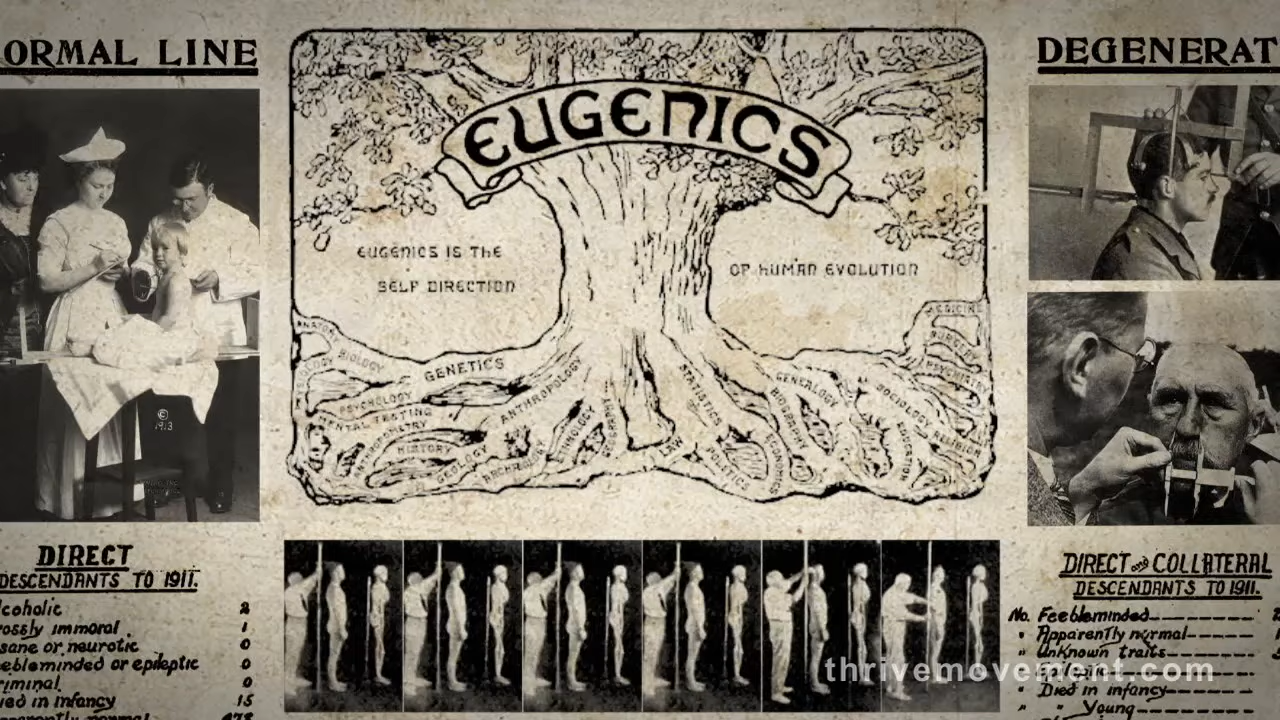 ORMAL LINE
DEGENERAT
EUGENICS
EUGENICS IS THE
SELF DIRECTION
OF HUMAN EVOLUTION
MEDICINE
BIOLOGY
GENETICS
PSYCHOLOGY
MENTAL TESTING
HISTORY
GEOLOGY
ANTHROPOLOGY
LAW
STATISTICS
POLITICS
GENEALOGY
BIOGRAPHY
SOCIOLOGY
EDUCATION
RELIGION
© 1913
DIRECT
DESCENDANTS TO 1911.
lcoholic 2
rossly immoral 1
sane or neurotic 0
eebleminded or epileptic 0
riminal 0
ied in infancy 15
DIRECT and COLLATERAL
DESCENDANTS TO 1911.
No. Feebleminded
" Apparently normal
" Unknown traits
" Died in infancy
" " Young
thrivemovement.com